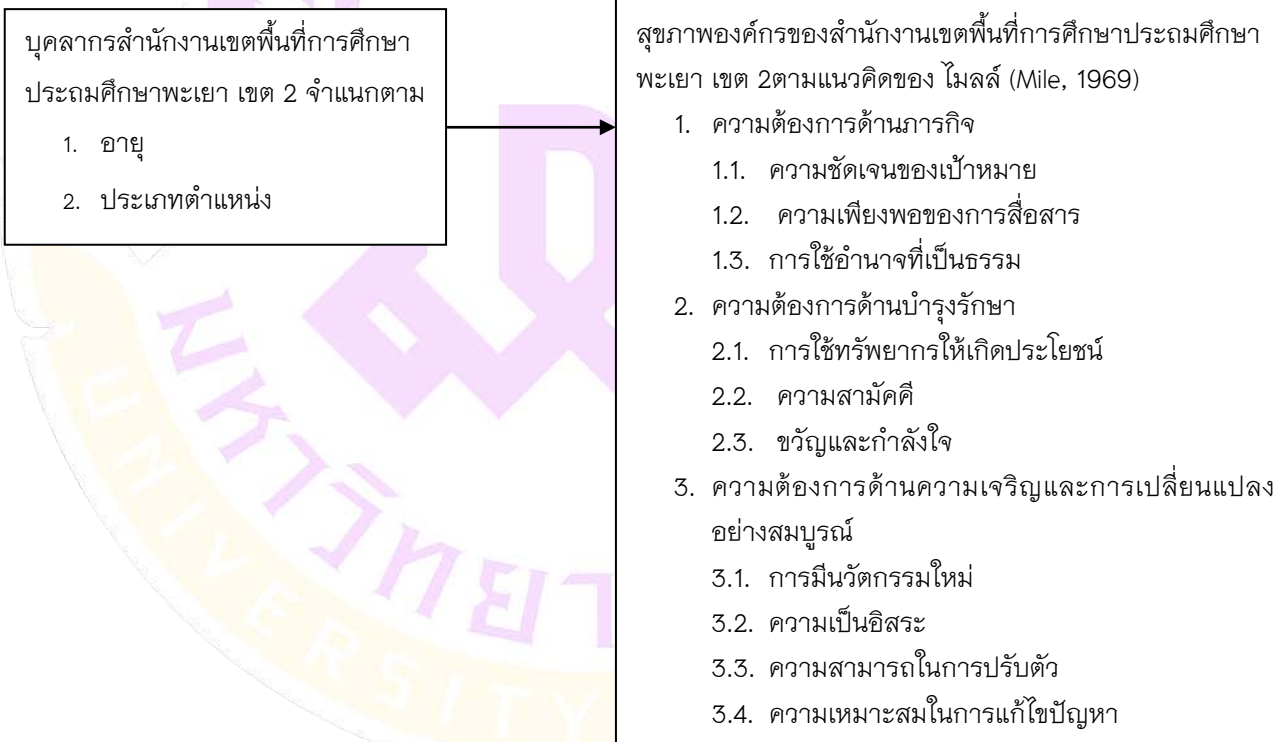 บุคลากรสำนักงานเขตพื้นที่การศึกษา
ประถมศึกษาพะเยา เขต 2 จำแนกตาม
1. อายุ
2. ประเภทตำแหน่ง
สุขภาพองค์กรของสำนักงานเขตพื้นที่การศึกษาประถมศึกษา
พะเยา เขต 2ตามแนวคิดของ ไมลล์ (Mile, 1969)
1. ความต้องการด้านภารกิจ
1.1. ความชัดเจนของเป้าหมาย
1.2. ความเพียงพอของการสื่อสาร
1.3. การใช้อำนาจที่เป็นธรรม
2. ความต้องการด้านบำรุงรักษา
2.1. การใช้ทรัพยากรให้เกิดประโยชน์
2.2. ความสามัคคี
2.3. ขวัญและกำลังใจ
3. ความต้องการด้านความเจริญและการเปลี่ยนแปลง
อย่างสมบูรณ์
3.1. การมีนวัตกรรมใหม่
3.2. ความเป็นอิสระ
3.3. ความสามารถในการปรับตัว
3.4. ความเหมาะสมในการแก้ไขปัญหา
มหาวิทยา
UNIVERSITY